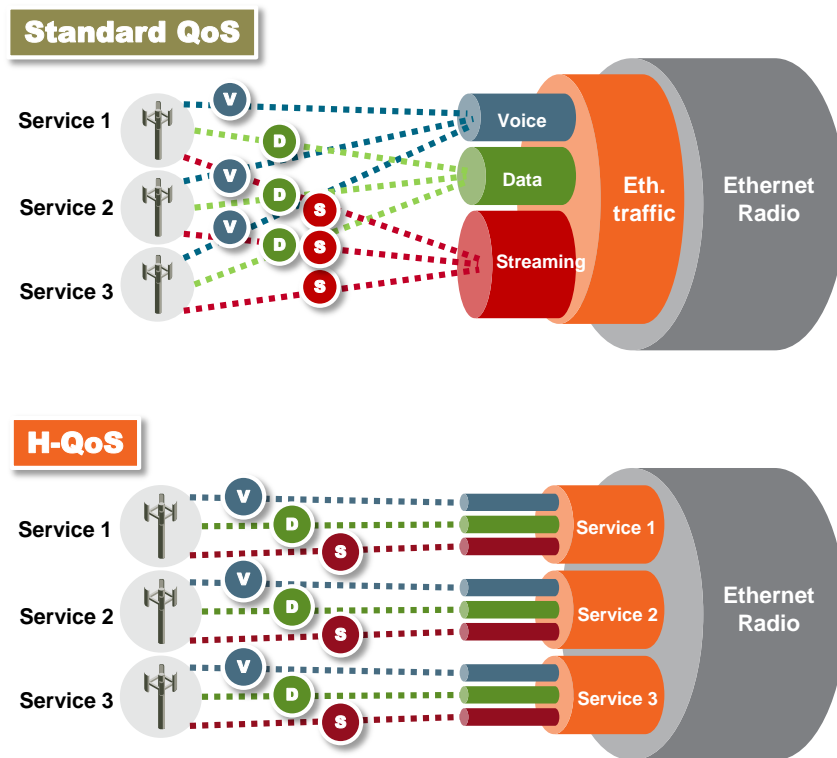 Standard QoS
Service 1
V
Voice
D
Data
Eth.
traffic
Ethernet
Radio
Service 2
V
D
S
Service 3
V
D
S
Streaming
S
H-QoS
Service 1
V
D
S
Service 1
Service 2
V
D
S
Service 2
Ethernet
Radio
Service 3
V
D
S
Service 3